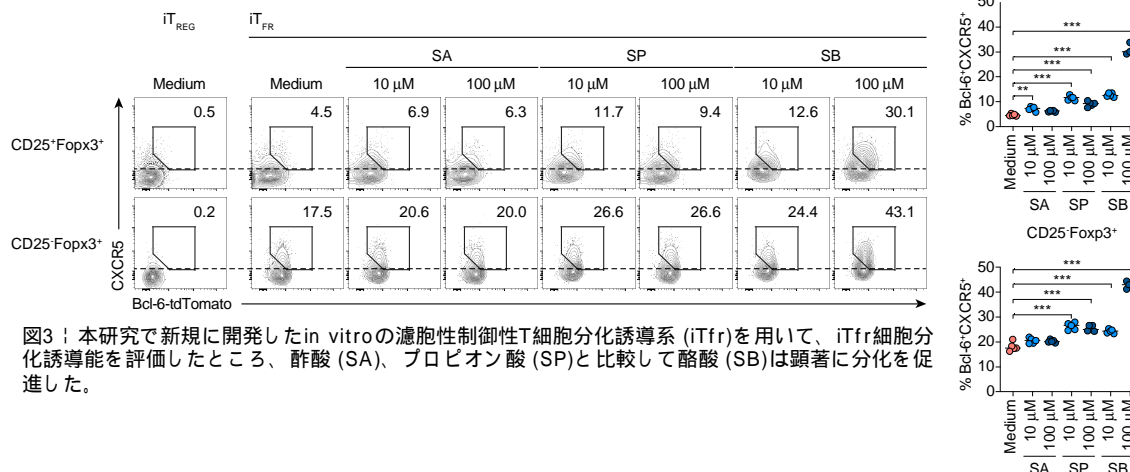 iTREG iTFR
SA SP SB
Medium Medium 10 μM 100 μM 10 μM 100 μM 10 μM 100 μM
CD25+Fopx3+
0.5 4.5 6.9 6.3 11.7 9.4 12.6 30.1
CD25-Fopx3+
0.2 17.5 20.6 20.0 26.6 26.6 24.4 43.1
CXCR5
Bcl-6-tdTomato
図3 ¦ 本研究で新規に開発したin vitroの濾胞性制御性T細胞分化誘導系 (iTfr)を用いて、iTfr細胞分
化誘導能を評価したところ、酢酸 (SA)、プロピオン酸 (SP)と比較して酪酸 (SB)は顕著に分化を促
進した。
% Bcl-6+CXCR5+
50
40
30
20
10
0
***
***
***
***
**
Medium 10 μM 100 μM 10 μM 100 μM 10 μM 100 μM
SA SP SB
CD25-Foxp3+
% Bcl-6+CXCR5+
50
40
30
20
10
0
***
***
***
***
Medium 10 μM 100 μM 10 μM 100 μM 10 μM 100 μM
SA SP SB